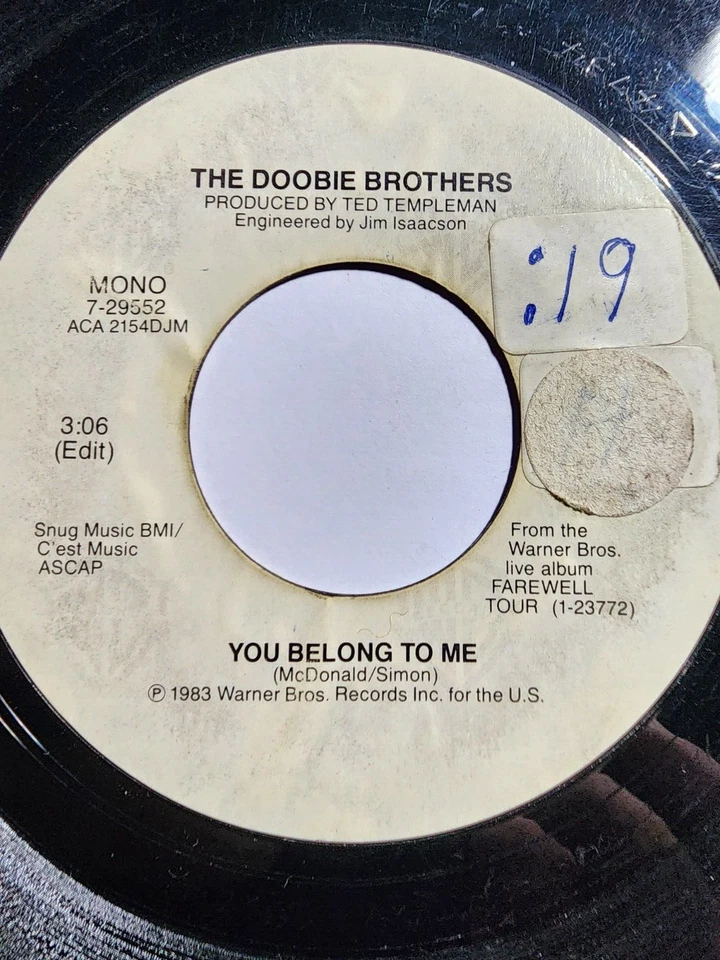 THE DOOBIE BROTHERS
PRODUCED BY TED TEMPLEMAN
Engineered by Jim Isaacson
MONO
7-29552
ACA 2154DJM
:19
3:06
(Edit)
Snug Music BMI/
C'est Music
ASCAP
From the
Warner Bros.
live album
FAREWELL
TOUR (1-23772)
YOU BELONG TO ME
(McDonald/Simon)
Ⓟ 1983 Warner Bros. Records Inc. for the U.S.